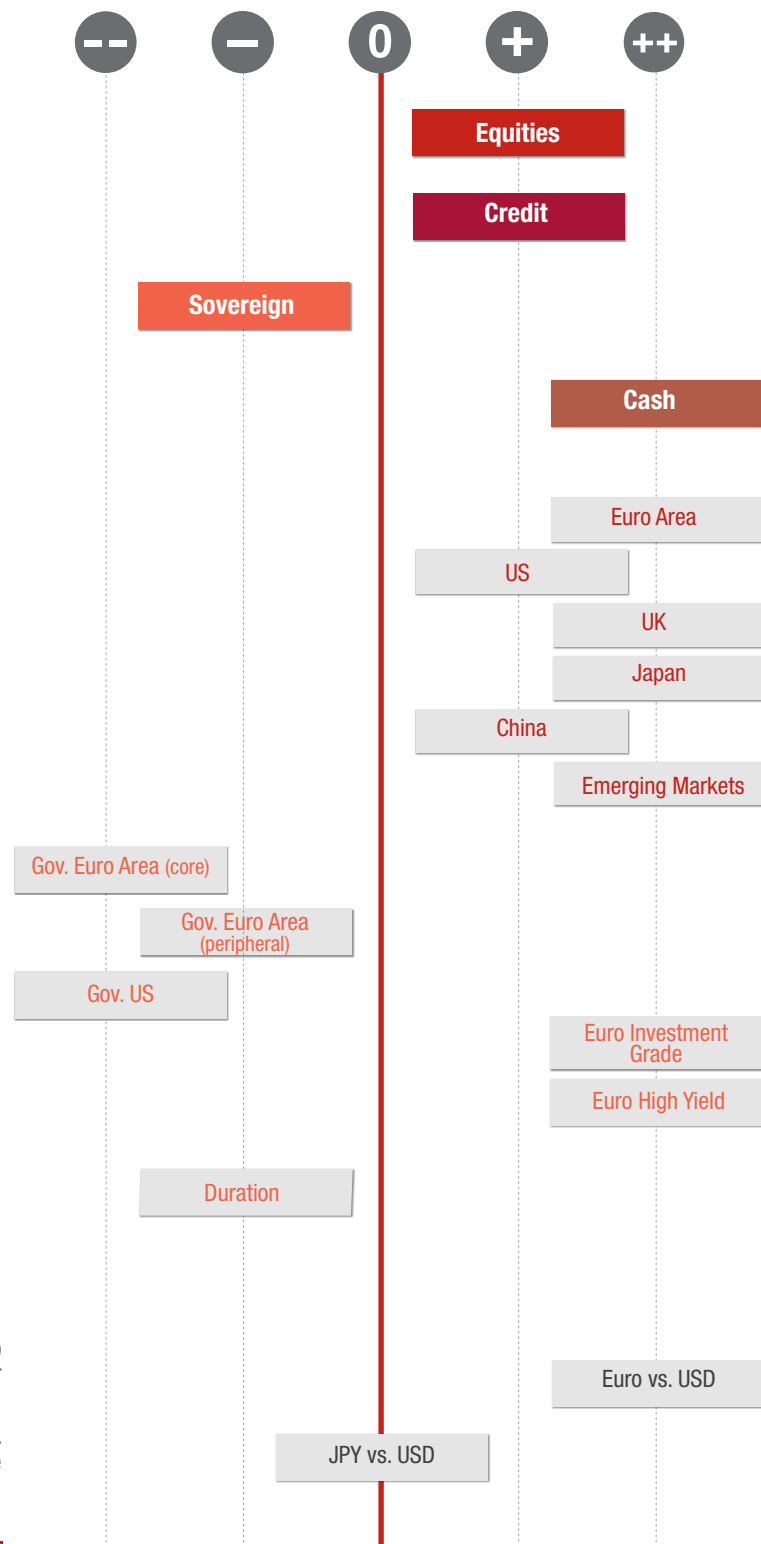 -- – 0 + ++
Equities
Credit
Sovereign
Cash
Euro Area
US
UK
Japan
China
Emerging Markets
Gov. Euro Area (core)
Gov. Euro Area
(peripheral)
Gov. US
Euro Investment
Grade
Euro High Yield
Duration
Euro vs. USD
JPY vs. USD